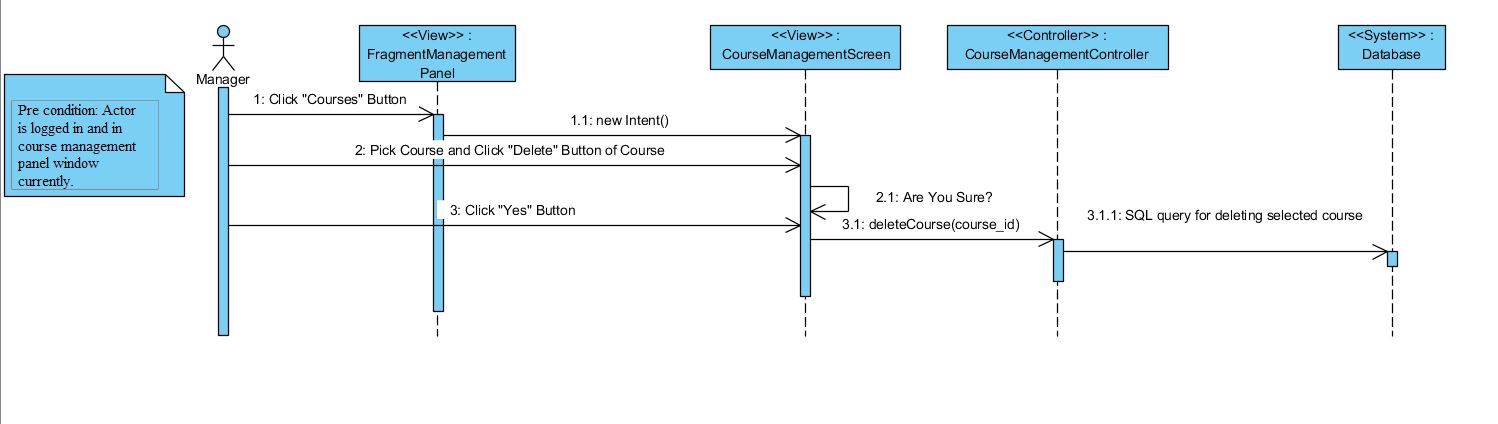 <<View>> :
FragmentManagement
Panel
<<View>> :
CourseManagementScreen
<<Controller>> :
CourseManagementController
<<System>> :
Database
Manager
Pre condition: Actor
is logged in and in
course management
panel window
currently.
1: Click "Courses" Button
1.1: new Intent()
2: Pick Course and Click "Delete" Button of Course
2.1: Are You Sure?
3: Click "Yes" Button
3.1: deleteCourse(course_id)
3.1.1: SQL query for deleting selected course